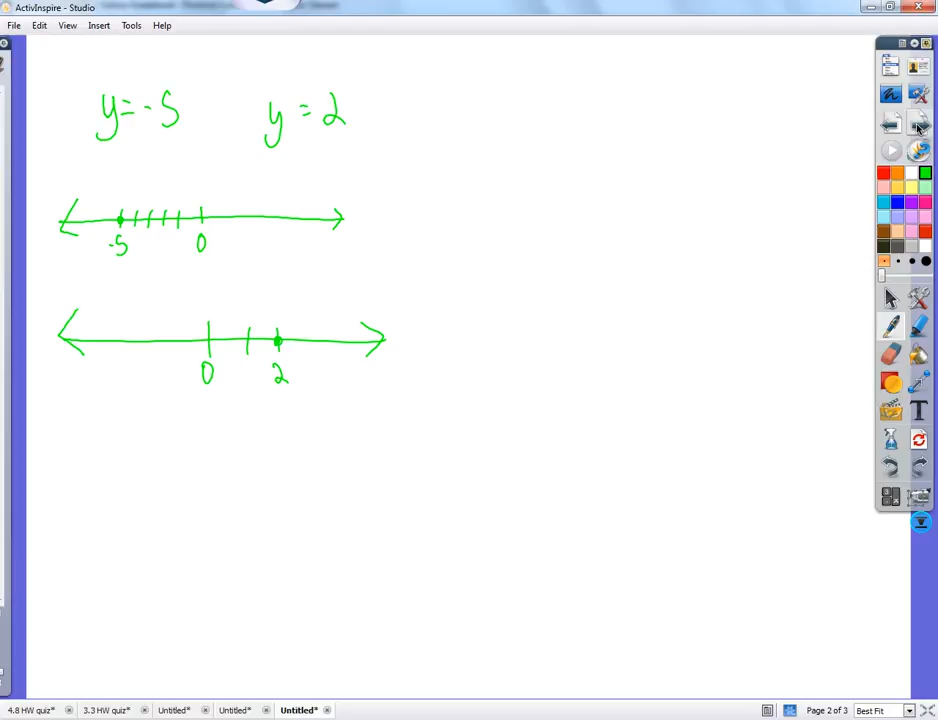 ActivInspire - Studio
File Edit View Insert Tools Help
y=-5 y=2
-5 0
0 2
4.8 HW quiz* 3.3 HW quiz* Untitled* Untitled* Untitled* Page 2 of 3 Best Fit